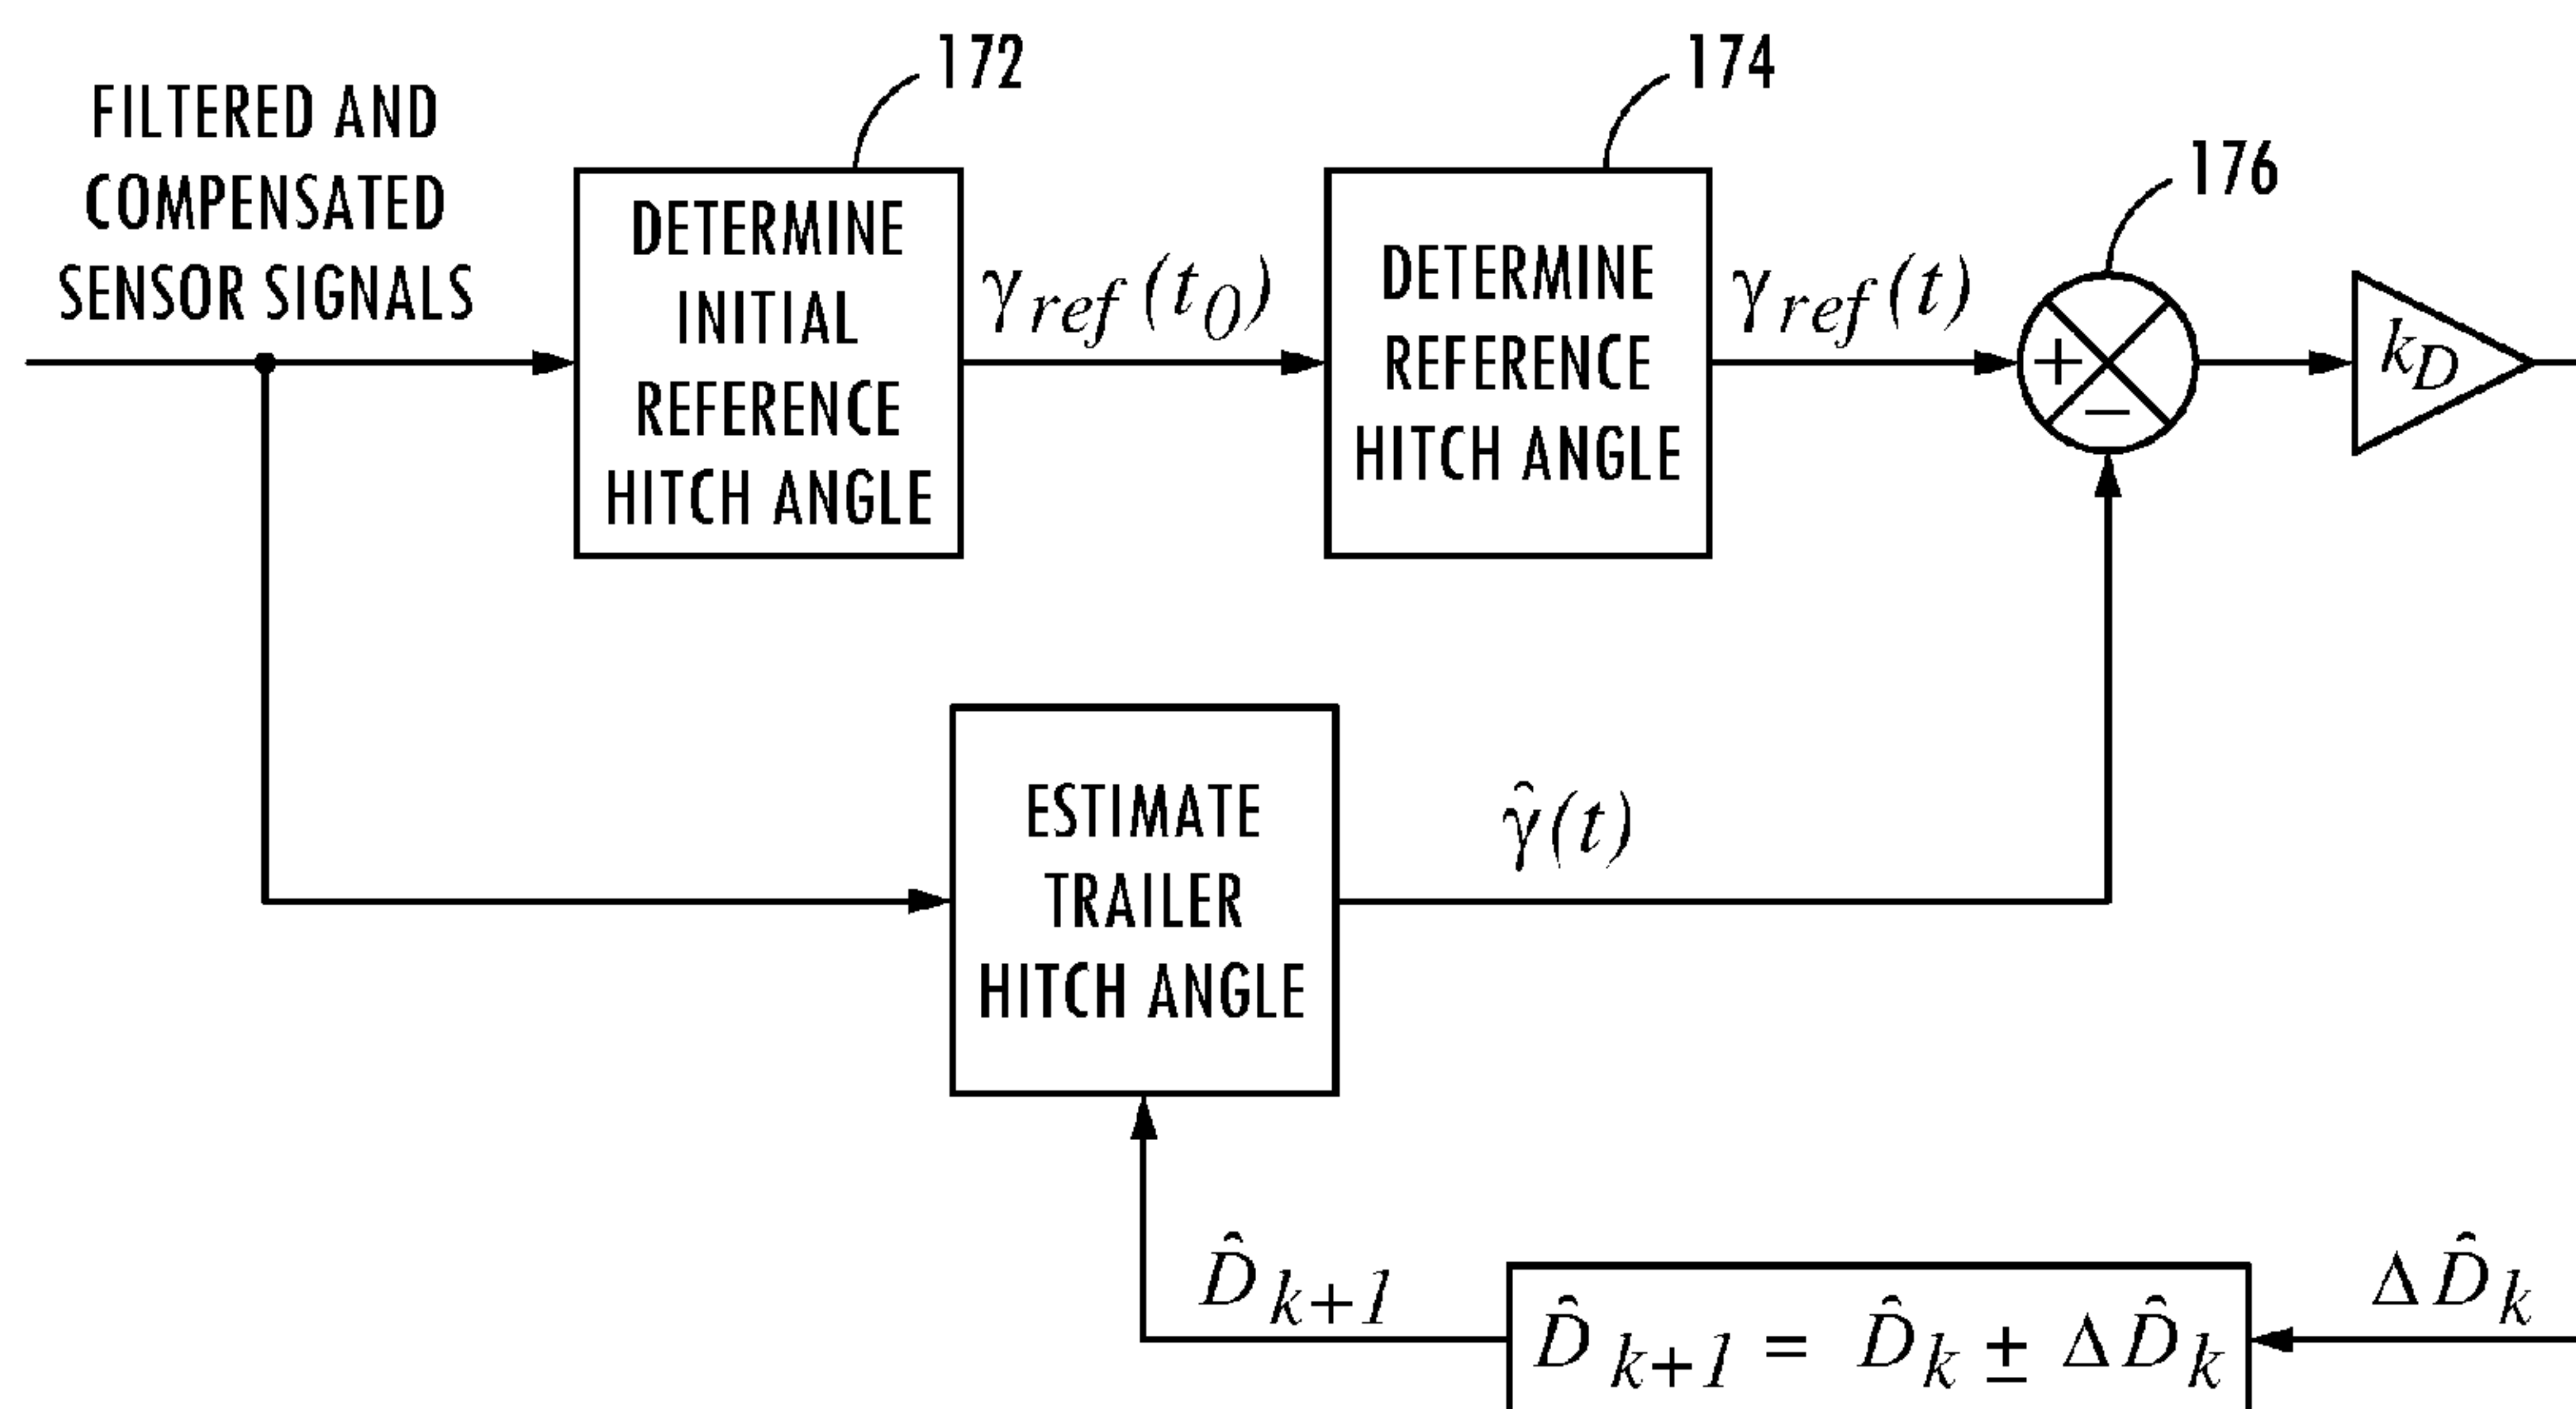 172
174
176
FILTERED AND
COMPENSATED
SENSOR SIGNALS
DETERMINE
INITIAL
REFERENCE
HITCH ANGLE
γref(t0)
DETERMINE
REFERENCE
HITCH ANGLE
γref(t)
+
−
kD
ESTIMATE
TRAILER
HITCH ANGLE
γ̂(t)
D̂k+1
D̂k+1 = D̂k ± ΔD̂k
ΔD̂k